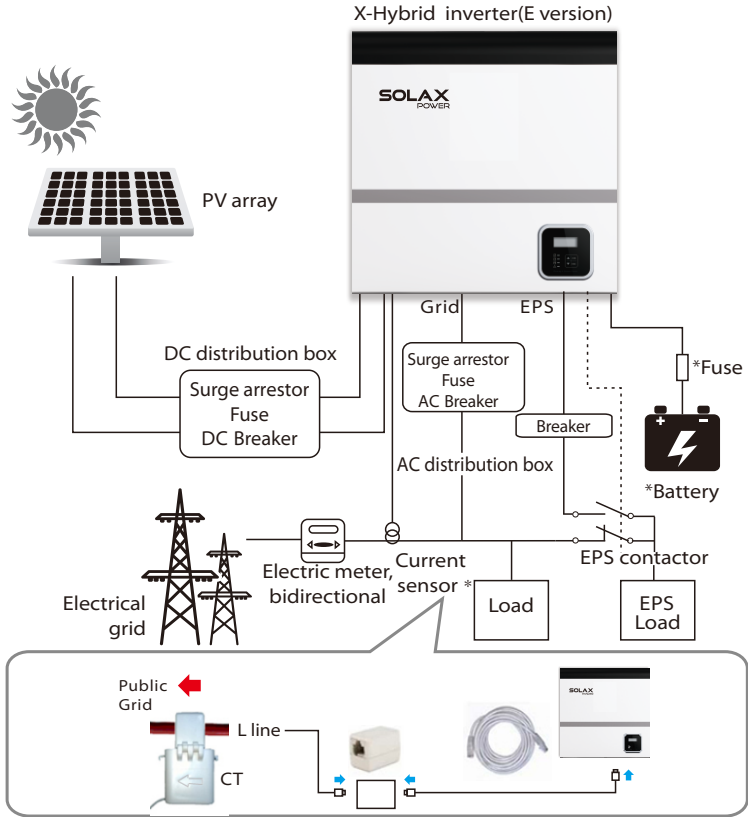 X-Hybrid inverter(E version)
SOLAX
POWER
PV array
Grid
EPS
DC distribution box
Surge arrestor
Fuse
DC Breaker
Surge arrestor
Fuse
AC Breaker
*Fuse
Breaker
AC distribution box
*Battery
Electric meter,
bidirectional
Current
sensor *
EPS contactor
Electrical
grid
Load
EPS
Load
Public
Grid
L line
CT
SOLAX
POWER